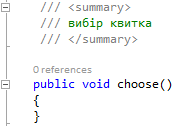 /// <summary>
/// вибір квитка
/// </summary>
0 references
public void choose()
{
}